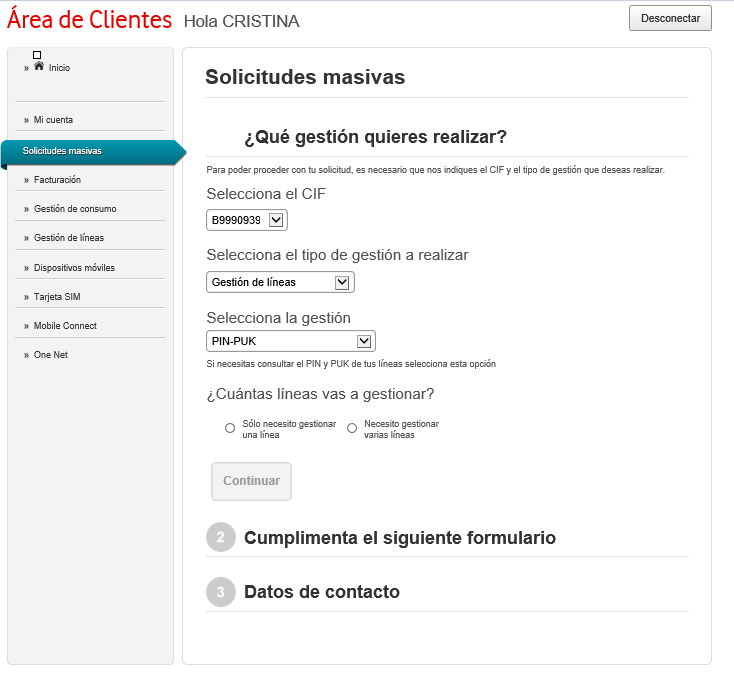 Área de Clientes Hola CRISTINA
Desconectar
» Inicio
» Mi cuenta
Solicitudes masivas
» Facturación
» Gestión de consumo
» Gestión de líneas
» Dispositivos móviles
» Tarjeta SIM
» Mobile Connect
» One Net
Solicitudes masivas
¿Qué gestión quieres realizar?
Para poder proceder con tu solicitud, es necesario que nos indiques el CIF y el tipo de gestión que deseas realizar.
Selecciona el CIF
B9990939
Selecciona el tipo de gestión a realizar
Gestión de líneas
Selecciona la gestión
PIN-PUK
Si necesitas consultar el PIN y PUK de tus líneas selecciona esta opción
¿Cuántas líneas vas a gestionar?
Sólo necesito gestionar
una línea
Necesito gestionar
varias líneas
Continuar
2 Cumplimenta el siguiente formulario
3 Datos de contacto